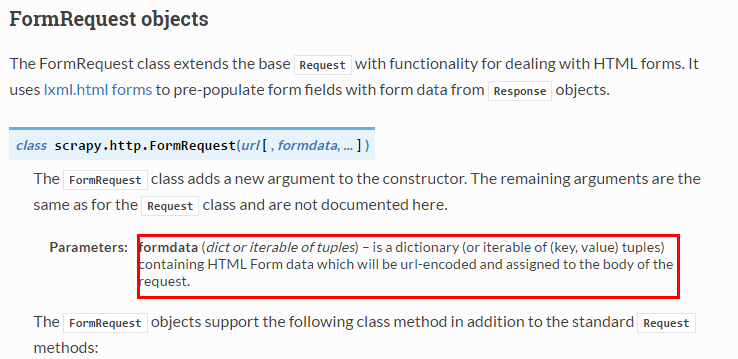 FormRequest objects
The FormRequest class extends the base Request with functionality for dealing with HTML forms. It
uses lxml.html forms to pre-populate form fields with form data from Response objects.
class scrapy.http.FormRequest(url[, formdata, ...])
The FormRequest class adds a new argument to the constructor. The remaining arguments are the
same as for the Request class and are not documented here.
Parameters: formdata (dict or iterable of tuples) – is a dictionary (or iterable of (key, value) tuples)
containing HTML Form data which will be url-encoded and assigned to the body of the
request.
The FormRequest objects support the following class method in addition to the standard Request
methods: